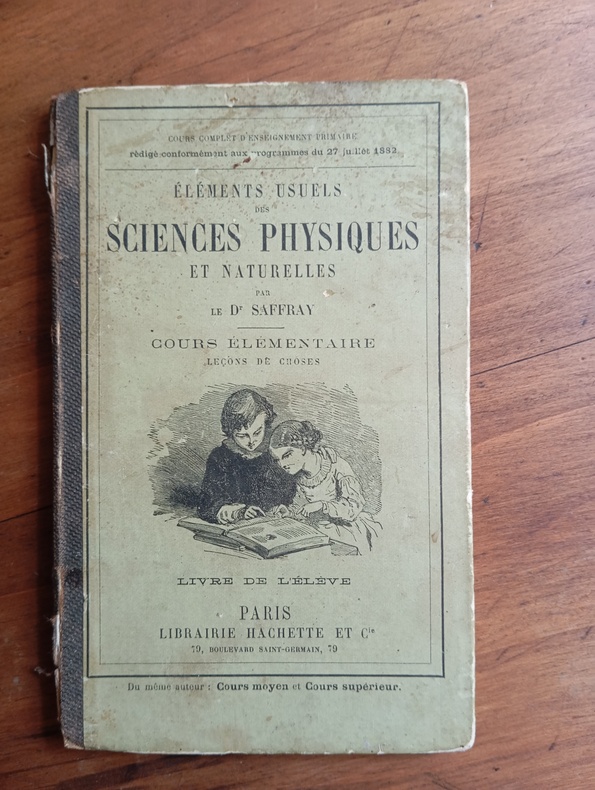 COURS COMPLET D'ENSEIGNEMENT PRIMAIRE
rédigé conformément aux programmes du 27 juillet 1882
ÉLÉMENTS USUELS
DES
SCIENCES PHYSIQUES
ET NATURELLES
PAR
LE Dr SAFFRAY
COURS ÉLÉMENTAIRE
LEÇONS DE CHOSES
LIVRE DE L'ÉLÈVE
PARIS
LIBRAIRIE HACHETTE ET Cie
79, BOULEVARD SAINT-GERMAIN, 79
Du même auteur : Cours moyen et Cours supérieur.